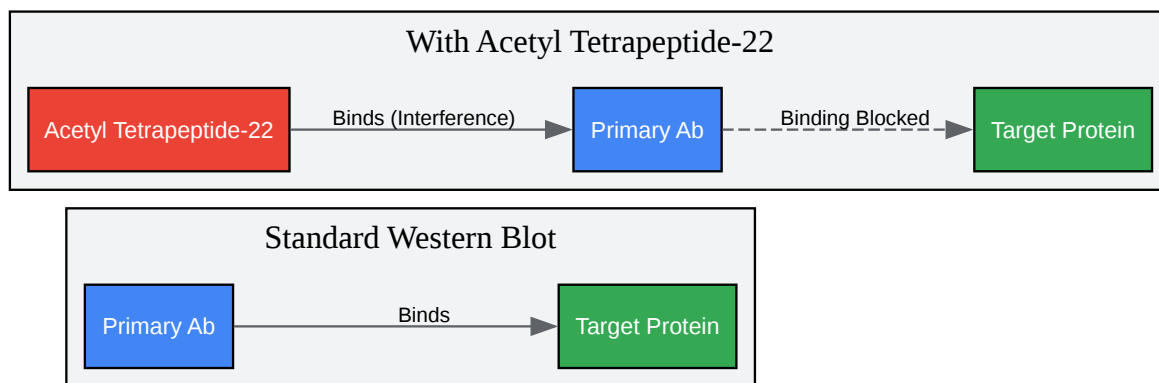 With Acetyl Tetrapeptide-22
Acetyl Tetrapeptide-22
Binds (Interference)
Primary Ab
Binding Blocked
Target Protein
Standard Western Blot
Primary Ab
Binds
Target Protein